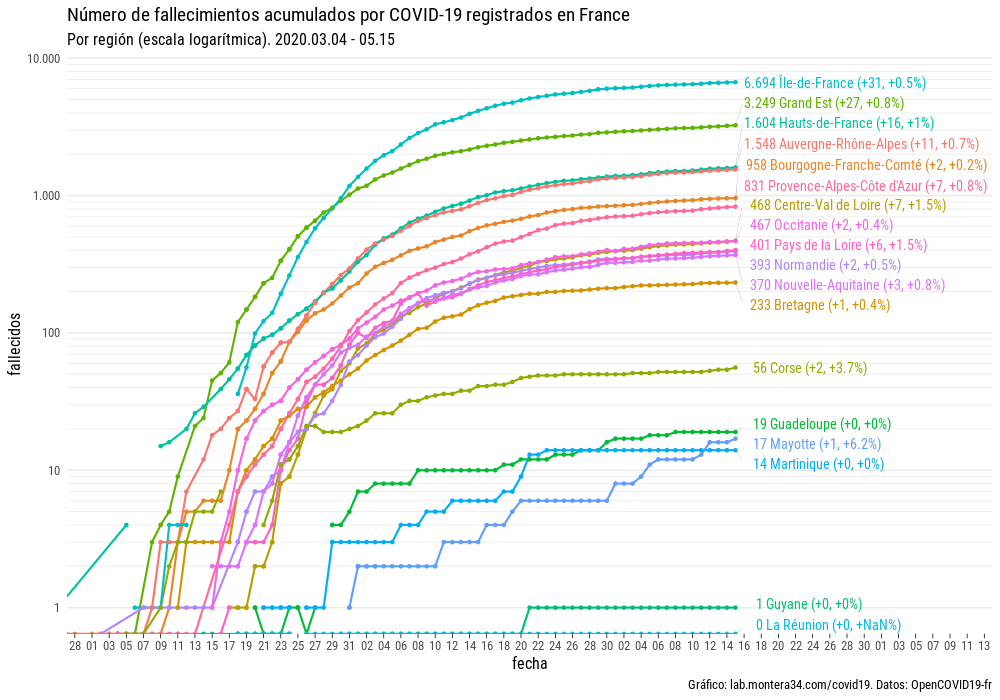 Número de fallecimientos acumulados por COVID-19 registrados en France
Por región (escala logarítmica). 2020.03.04 - 05.15
10.000
1.000
100
10
1
fallecidos
6.694 Île-de-France (+31, +0.5%)
3.249 Grand Est (+27, +0.8%)
1.604 Hauts-de-France (+16, +1%)
1.548 Auvergne-Rhône-Alpes (+11, +0.7%)
958 Bourgogne-Franche-Comté (+2, +0.2%)
831 Provence-Alpes-Côte d'Azur (+7, +0.8%)
468 Centre-Val de Loire (+7, +1.5%)
467 Occitanie (+2, +0.4%)
401 Pays de la Loire (+6, +1.5%)
393 Normandie (+2, +0.5%)
370 Nouvelle-Aquitaine (+3, +0.8%)
233 Bretagne (+1, +0.4%)
56 Corse (+2, +3.7%)
19 Guadeloupe (+0, +0%)
17 Mayotte (+1, +6.2%)
14 Martinique (+0, +0%)
1 Guyane (+0, +0%)
0 La Réunion (+0, +NaN%)
28 01 03 05 07 09 11 13 15 17 19 21 23 25 27 29 31 02 04 06 08 10 12 14 16 18 20 22 24 26 28 30 02 04 06 08 10 12 14 16 18 20 22 24 26 28 30 01 03 05 07 09 11 13
fecha
Gráfico: lab.montera34.com/covid19. Datos: OpenCOVID19-fr